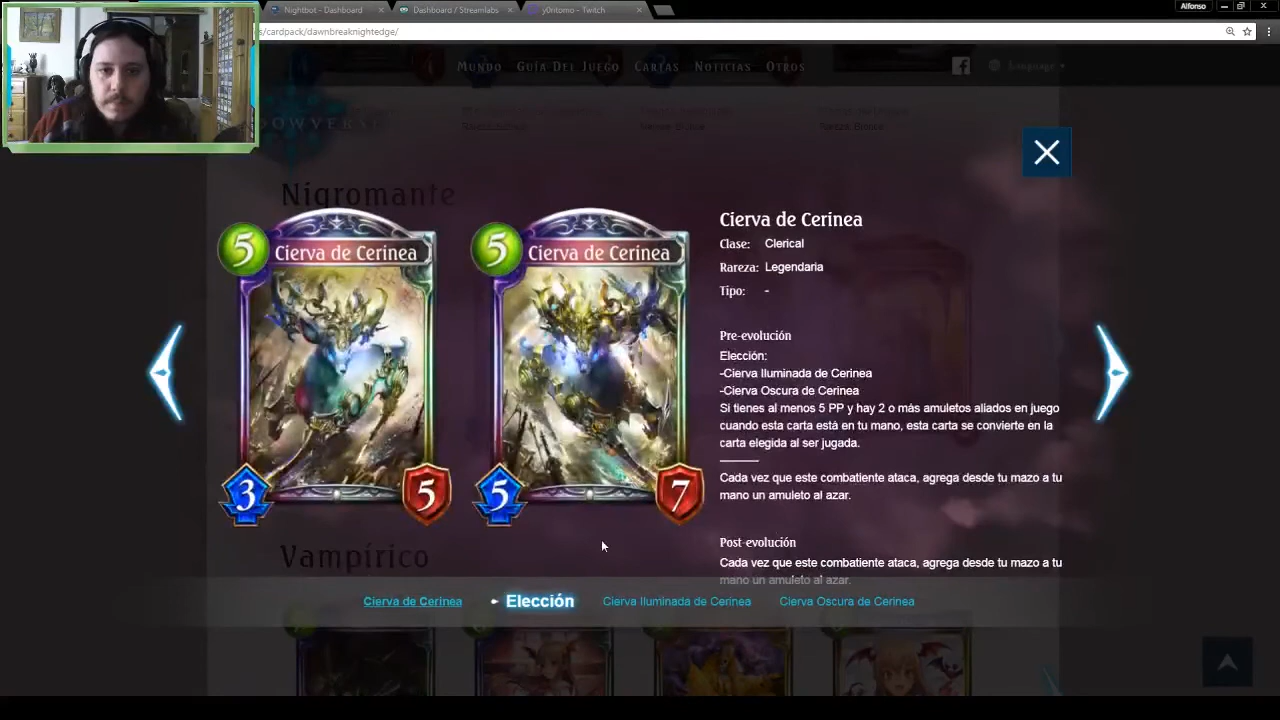 Nightbot - Dashboard
Dashboard / Streamlabs
y0ritomo - Twitch
Alfonso
s/cardpack/dawnbreaknightedge/
Mundo
Guía Del Juego
Cartas
Noticias
Otros
Language
Nigromante
5
Cierva de Cerinea
3
5
5
Cierva de Cerinea
5
7
Cierva de Cerinea
Clase: Clerical
Rareza: Legendaria
Tipo: -
Pre-evolución
Elección:
-Cierva Iluminada de Cerinea
-Cierva Oscura de Cerinea
Si tienes al menos 5 PP y hay 2 o más amuletos aliados en juego
cuando esta carta está en tu mano, esta carta se convierte en la
carta elegida al ser jugada.
Cada vez que este combatiente ataca, agrega desde tu mazo a tu
mano un amuleto al azar.
Post-evolución
Cada vez que este combatiente ataca, agrega desde tu mazo a tu
mano un amuleto al azar.
Vampírico
Cierva de Cerinea
Elección
Cierva Iluminada de Cerinea
Cierva Oscura de Cerinea